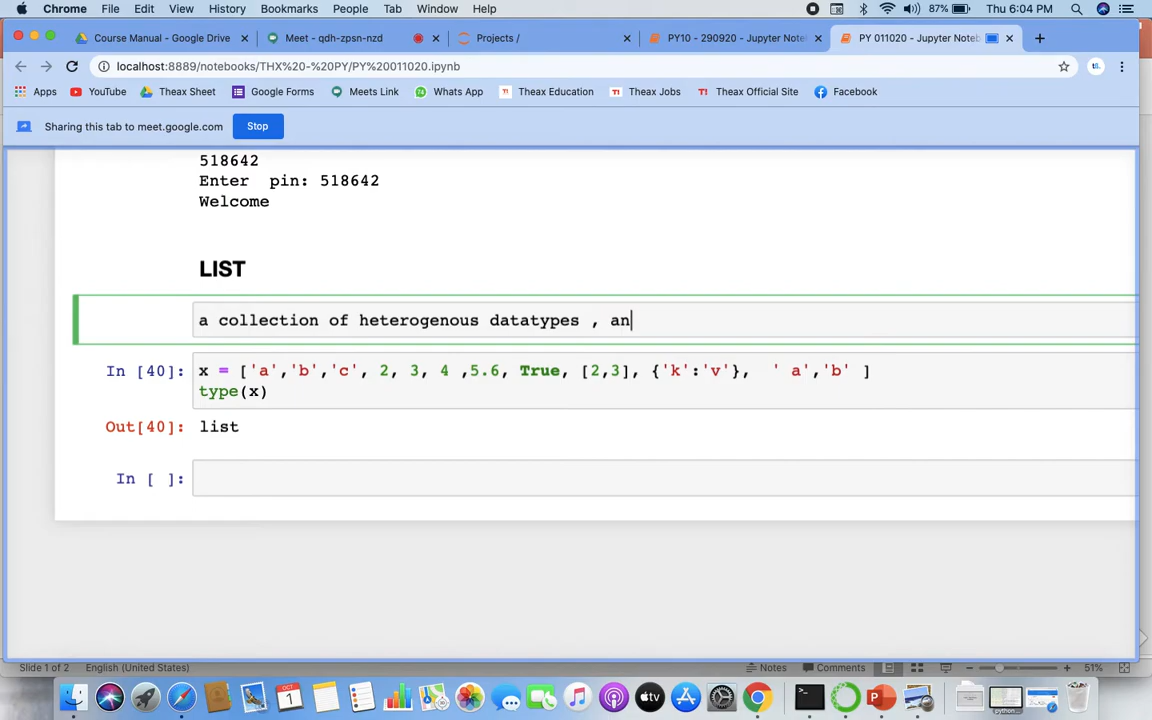 Chrome File Edit View History Bookmarks People Tab Window Help 87% Thu 6:04 PM
Course Manual - Google Drive Meet - qdh-zpsn-nzd Projects / PY10 - 290920 - Jupyter Note PY 011020 - Jupyter Noteb
localhost:8889/notebooks/THX%20-%20PY/PY%20011020.ipynb
Apps YouTube Theax Sheet Google Forms Meets Link Whats App Theax Education Theax Jobs Theax Official Site Facebook
Sharing this tab to meet.google.com Stop
518642
Enter pin: 518642
Welcome
LIST
a collection of heterogenous datatypes , an
In [40]: x = ['a','b','c', 2, 3, 4 ,5.6, True, [2,3], {'k':'v'}, ' a','b' ]
type(x)
Out[40]: list
In [ ]:
Slide 1 of 2 English (United States) Notes Comments 51%